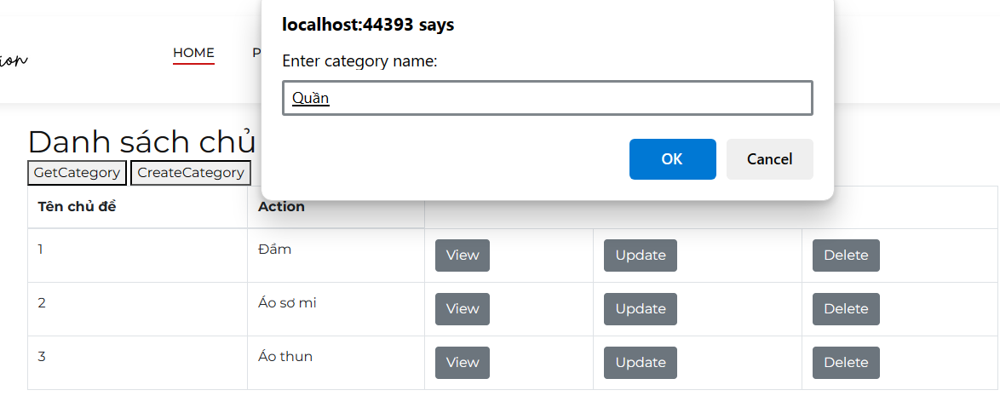 localhost:44393 says
Enter category name:
Quần
OK Cancel
ion HOME P
Danh sách chủ
GetCategory CreateCategory
Tên chủ đề Action
1 Đầm View Update Delete
2 Áo sơ mi View Update Delete
3 Áo thun View Update Delete